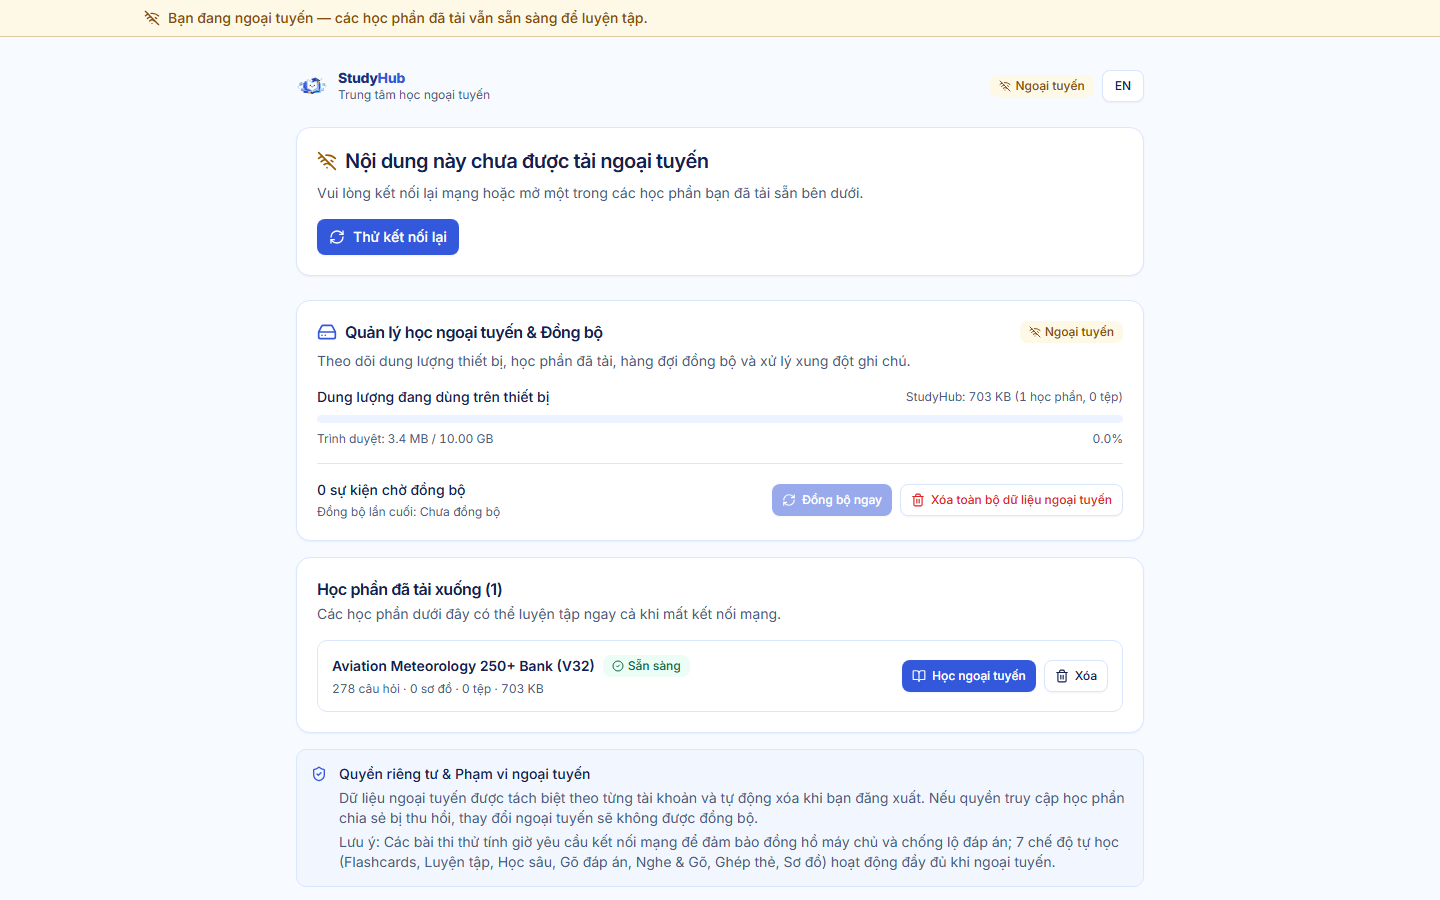 Bạn đang ngoại tuyến — các học phần đã tải vẫn sẵn sàng để luyện tập.
StudyHub
Trung tâm học ngoại tuyến
Ngoại tuyến
EN
Nội dung này chưa được tải ngoại tuyến
Vui lòng kết nối lại mạng hoặc mở một trong các học phần bạn đã tải sẵn bên dưới.
Thử kết nối lại
Quản lý học ngoại tuyến & Đồng bộ
Ngoại tuyến
Theo dõi dung lượng thiết bị, học phần đã tải, hàng đợi đồng bộ và xử lý xung đột ghi chú.
Dung lượng đang dùng trên thiết bị
StudyHub: 703 KB (1 học phần, 0 tệp)
Trình duyệt: 3.4 MB / 10.00 GB
0.0%
0 sự kiện chờ đồng bộ
Đồng bộ lần cuối: Chưa đồng bộ
Đồng bộ ngay
Xóa toàn bộ dữ liệu ngoại tuyến
Học phần đã tải xuống (1)
Các học phần dưới đây có thể luyện tập ngay cả khi mất kết nối mạng.
Aviation Meteorology 250+ Bank (V32)
Sẵn sàng
278 câu hỏi · 0 sơ đồ · 0 tệp · 703 KB
Học ngoại tuyến
Xóa
Quyền riêng tư & Phạm vi ngoại tuyến
Dữ liệu ngoại tuyến được tách biệt theo từng tài khoản và tự động xóa khi bạn đăng xuất. Nếu quyền truy cập học phần
chia sẻ bị thu hồi, thay đổi ngoại tuyến sẽ không được đồng bộ.
Lưu ý: Các bài thi thử tính giờ yêu cầu kết nối mạng để đảm bảo đồng hồ máy chủ và chống lộ đáp án; 7 chế độ tự học
(Flashcards, Luyện tập, Học sâu, Gõ đáp án, Nghe & Gõ, Ghép thẻ, Sơ đồ) hoạt động đầy đủ khi ngoại tuyến.